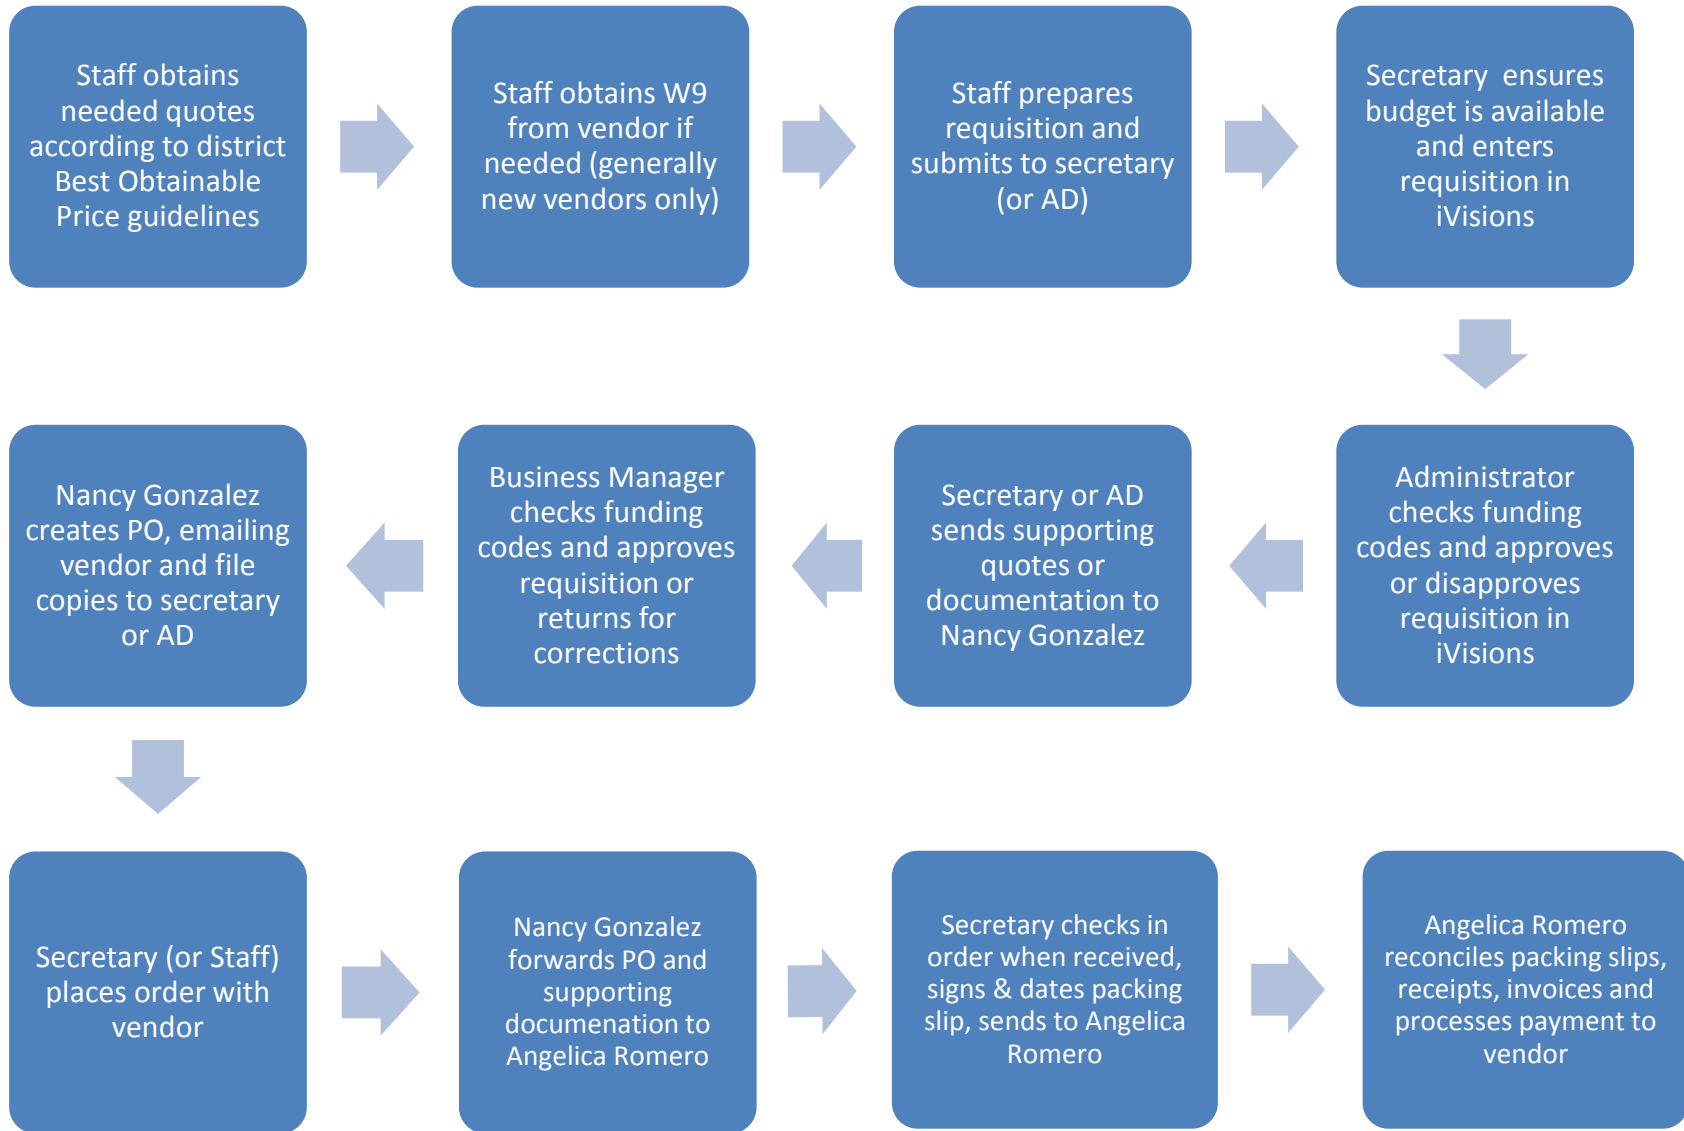 Staff obtains
needed quotes
according to district
Best Obtainable
Price guidelines
Staff obtains W9
from vendor if
needed (generally
new vendors only)
Staff prepares
requisition and
submits to secretary
(or AD)
Secretary  ensures
budget is available
and enters
requisition in
iVisions
Administrator
checks funding
codes and approves
or disapproves
requisition in
iVisions
Secretary or AD
sends supporting
quotes or
documentation to
Nancy Gonzalez
Business Manager
checks funding
codes and approves
requisition or
returns for
corrections
Nancy Gonzalez
creates PO, emailing
vendor and file
copies to secretary
or AD
Secretary (or Staff)
places order with
vendor
Nancy Gonzalez
forwards PO and
supporting
documenation to
Angelica Romero
Secretary checks in
order when received,
signs & dates packing
slip, sends to Angelica
Romero
Angelica Romero
reconciles packing slips,
receipts, invoices and
processes payment to
vendor